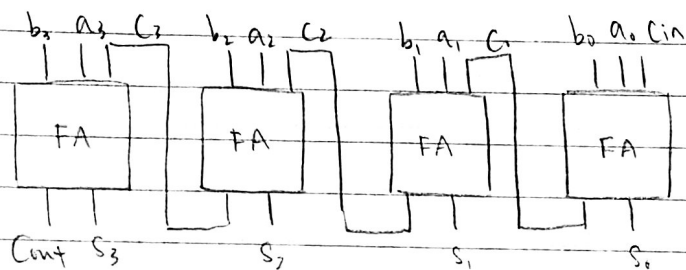 b₃ a₃ C₃ b₂ a₂ C₂ b₁ a₁ C₁ b₀ a₀ Cin
FA FA FA FA
Cout S₃ S₂ S₁ S₀